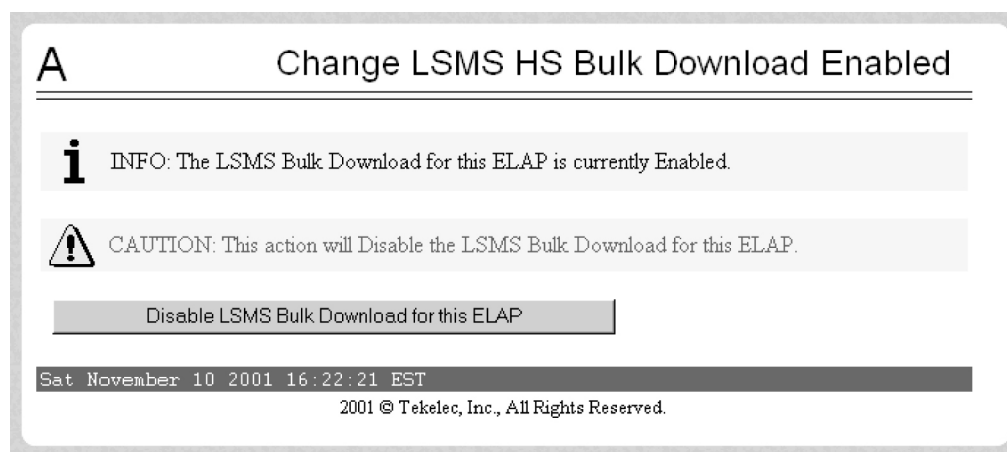 A
Change LSMS HS Bulk Download Enabled
INFO: The LSMS Bulk Download for this ELAP is currently Enabled.
CAUTION: This action will Disable the LSMS Bulk Download for this ELAP.
Disable LSMS Bulk Download for this ELAP
Sat November 10 2001 16:22:21 EST
2001 © Tekelec, Inc., All Rights Reserved.